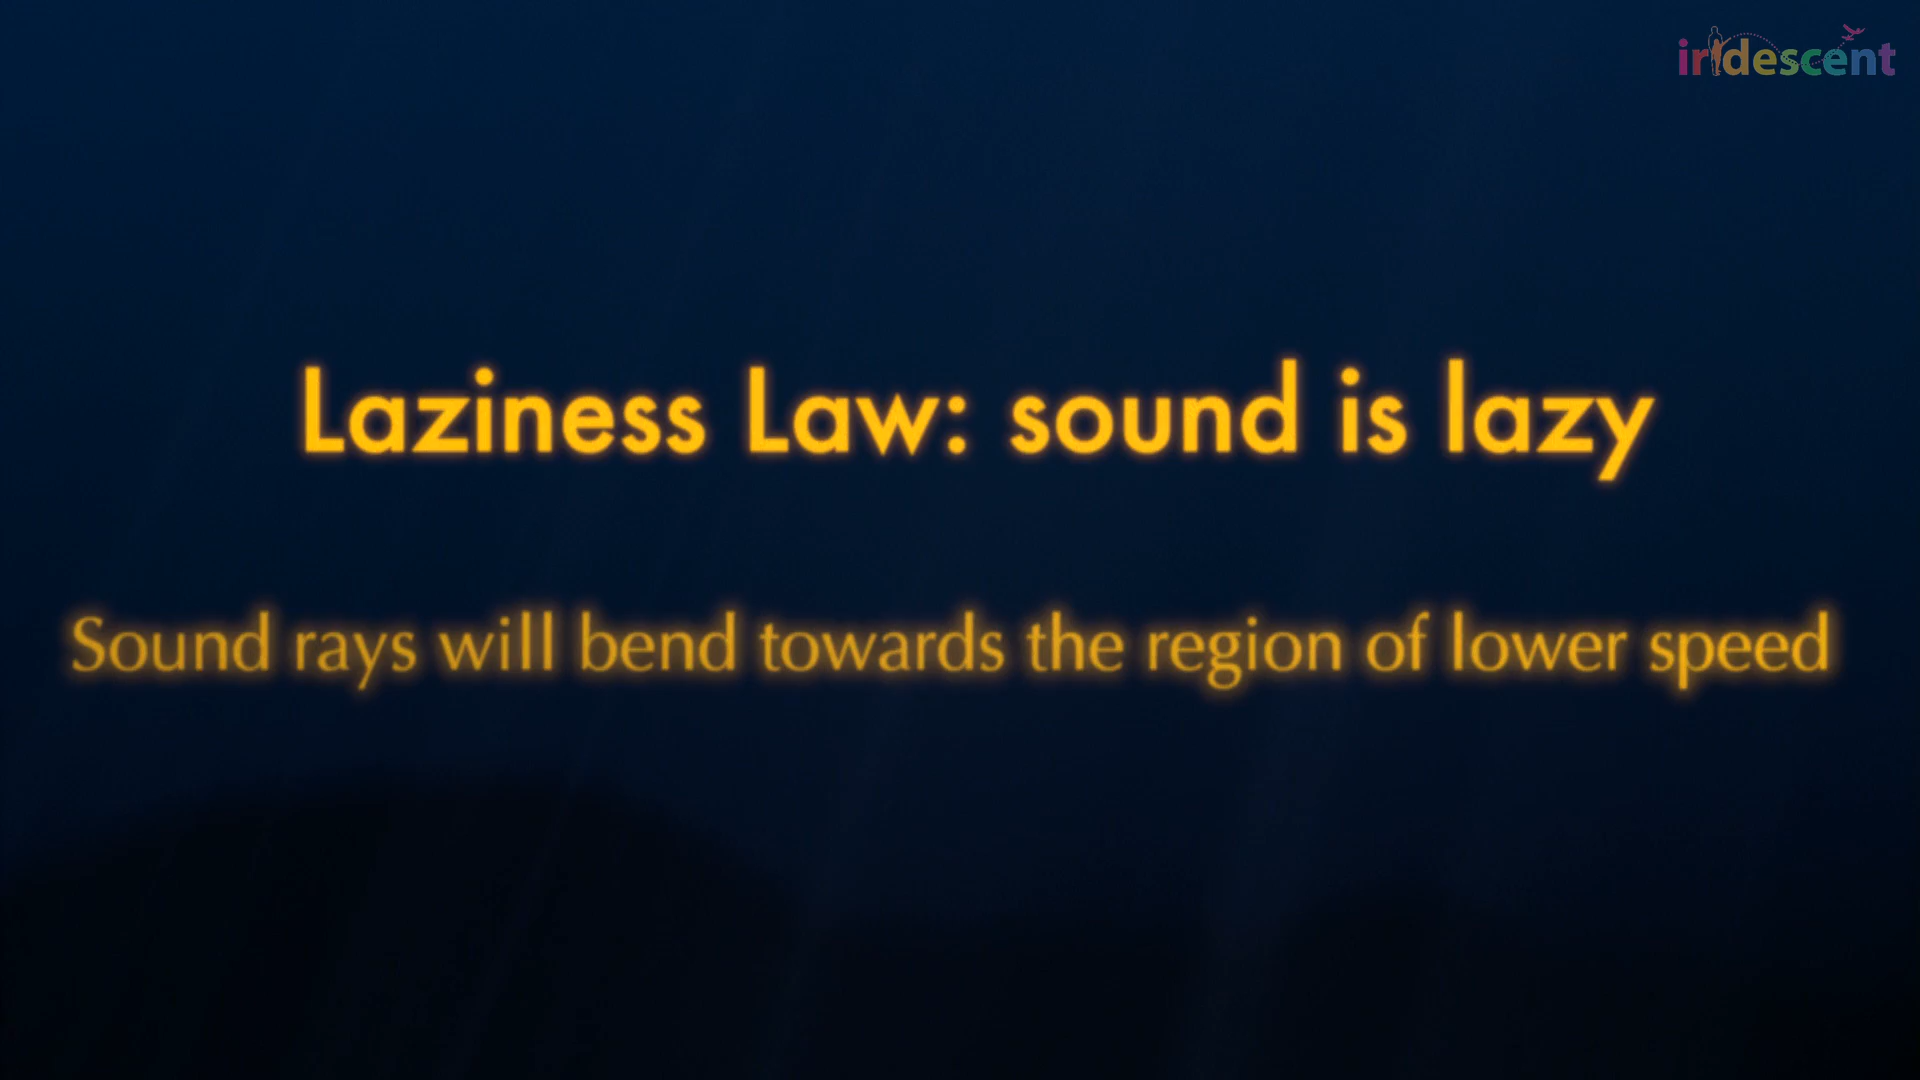 iridescent
Laziness Law: sound is lazy
Sound rays will bend towards the region of lower speed